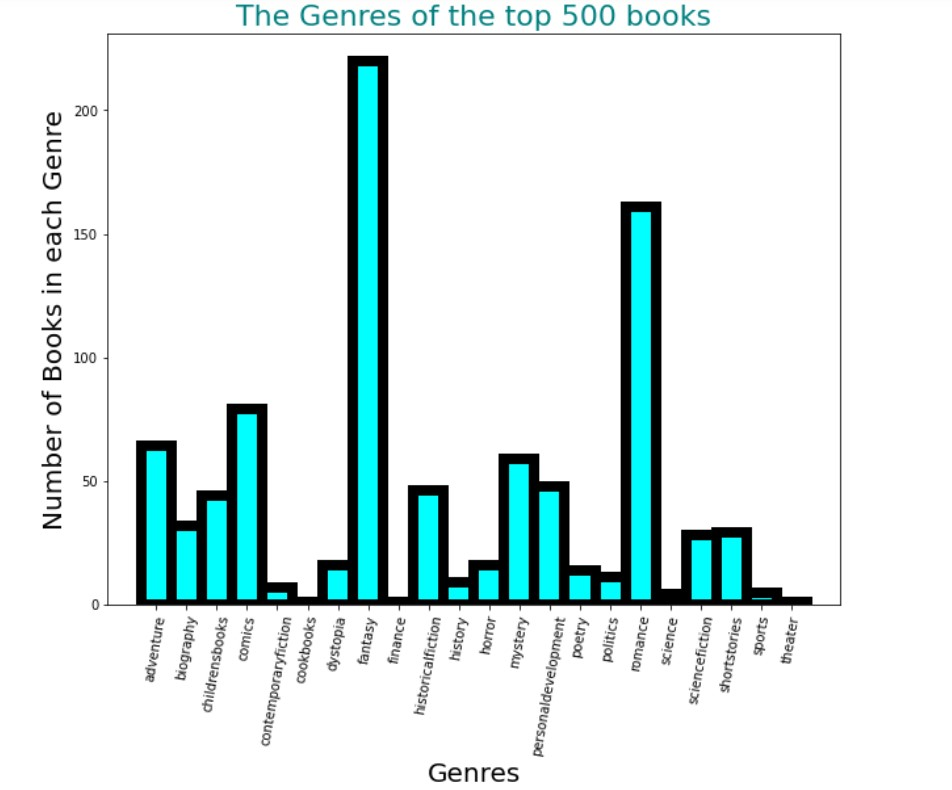 The Genres of the top 500 books
Number of Books in each Genre
200
150
100
50
0
adventure
biography
childrensbooks
comics
contemporaryfiction
cookbooks
dystopia
fantasy
finance
historicalfiction
history
horror
mystery
personaldevelopment
poetry
politics
romance
science
sciencefiction
shortstories
sports
theater
Genres